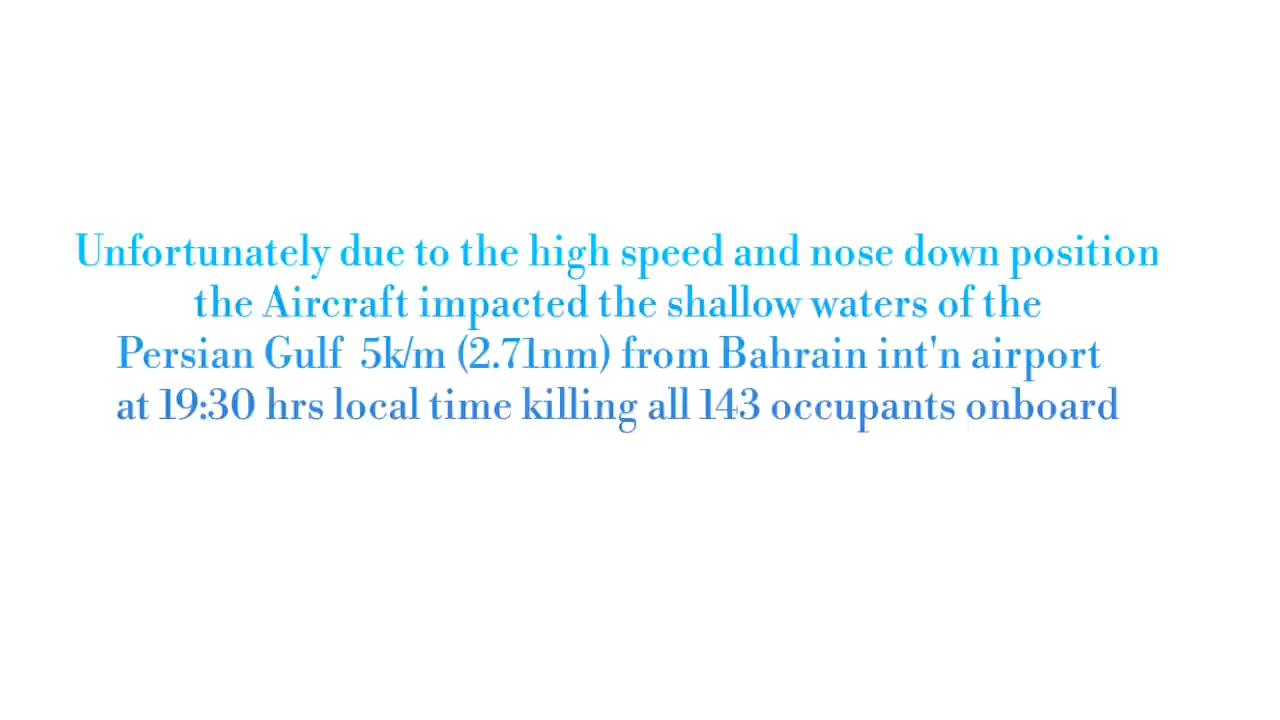 Unfortunately due to the high speed and nose down position
the Aircraft impacted the shallow waters of the
Persian Gulf 5k/m (2.71nm) from Bahrain int'n airport
at 19:30 hrs local time killing all 143 occupants onboard